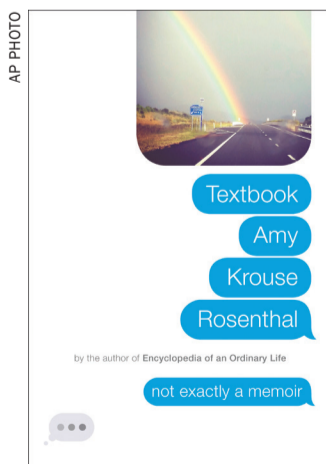 AP PHOTO
Textbook
Amy
Krouse
Rosenthal
by the author of Encyclopedia of an Ordinary Life
not exactly a memoir